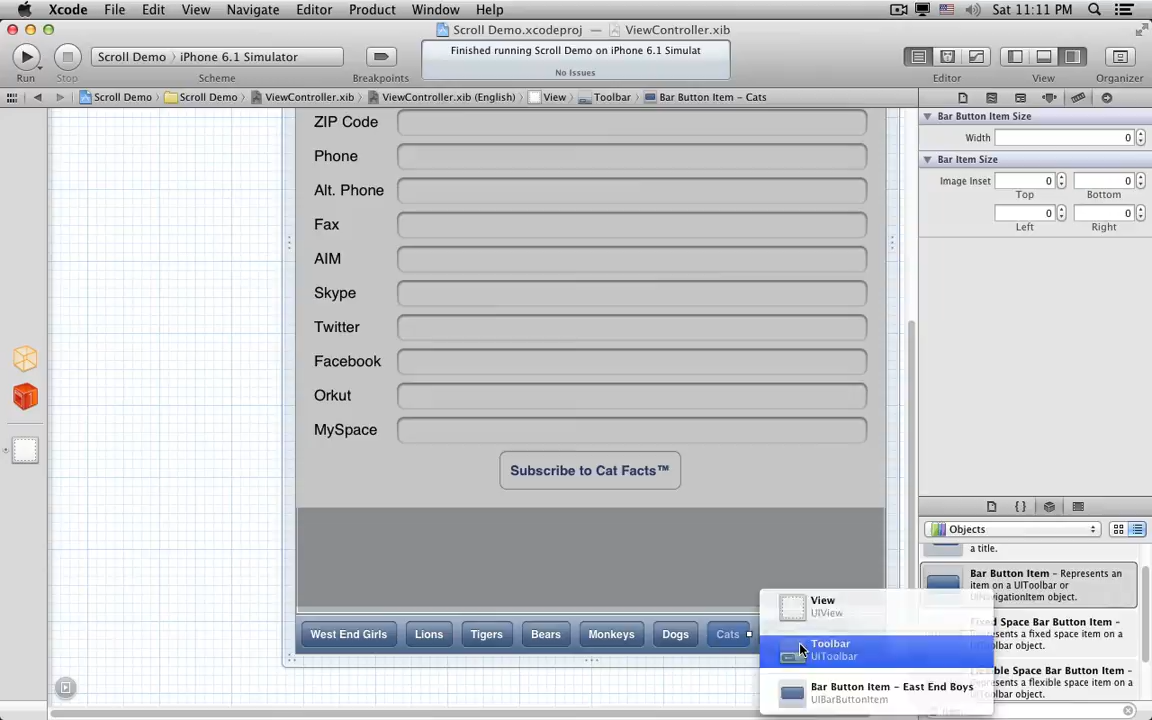 Xcode File Edit View Navigate Editor Product Window Help Sat 11:11 PM
Scroll Demo.xcodeproj — ViewController.xib
Scroll Demo 〉 iPhone 6.1 Simulator
Finished running Scroll Demo on iPhone 6.1 Simulat
No Issues
Run Stop Scheme Breakpoints Editor View Organizer
Scroll Demo 〉 Scroll Demo 〉 ViewController.xib 〉 ViewController.xib (English) 〉 View 〉 Toolbar 〉 Bar Button Item – Cats
Bar Button Item Size
Width 0
Bar Item Size
Image Inset 0 0
Top Bottom
0 0
Left Right
ZIP Code
Phone
Alt. Phone
Fax
AIM
Skype
Twitter
Facebook
Orkut
MySpace
Subscribe to Cat Facts™
West End Girls Lions Tigers Bears Monkeys Dogs Cats
View
UIView
Toolbar
UIToolbar
Bar Button Item – East End Boys
UIBarButtonItem
Objects
a title.
Bar Button Item – Represents an
item on a UIToolbar or
UINavigationItem object.
Fixed Space Bar Button Item –
Represents a fixed space item on a
UIToolbar object.
Flexible Space Bar Button Item –
Represents a flexible space item on a
UIToolbar object.